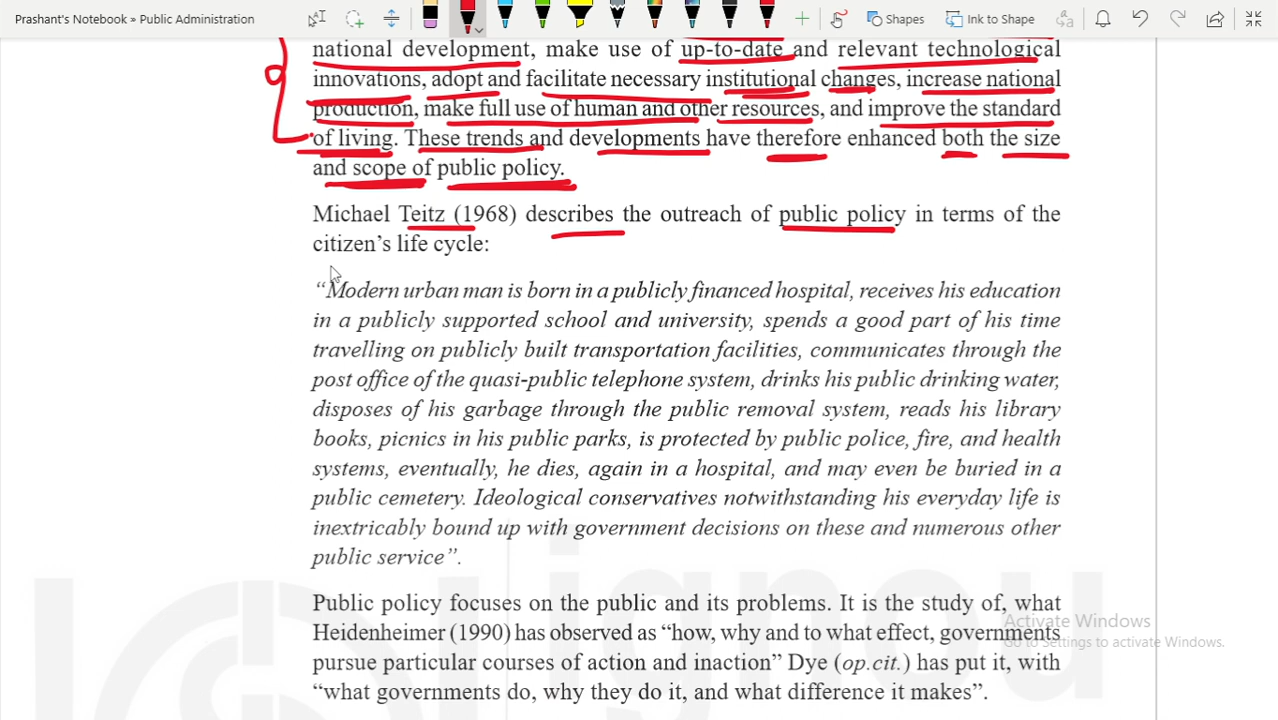 Prashant's Notebook » Public Administration
Shapes
Ink to Shape
national development, make use of up-to-date and relevant technological
innovations, adopt and facilitate necessary institutional changes, increase national
production, make full use of human and other resources, and improve the standard
of living. These trends and developments have therefore enhanced both the size
and scope of public policy.
Michael Teitz (1968) describes the outreach of public policy in terms of the
citizen's life cycle:
“Modern urban man is born in a publicly financed hospital, receives his education
in a publicly supported school and university, spends a good part of his time
travelling on publicly built transportation facilities, communicates through the
post office of the quasi-public telephone system, drinks his public drinking water,
disposes of his garbage through the public removal system, reads his library
books, picnics in his public parks, is protected by public police, fire, and health
systems, eventually, he dies, again in a hospital, and may even be buried in a
public cemetery. Ideological conservatives notwithstanding his everyday life is
inextricably bound up with government decisions on these and numerous other
public service”.
Public policy focuses on the public and its problems. It is the study of, what
Heidenheimer (1990) has observed as “how, why and to what effect, governments
pursue particular courses of action and inaction” Dye (op.cit.) has put it, with
“what governments do, why they do it, and what difference it makes”.
ignou
Activate Windows
Go to Settings to activate Windows.